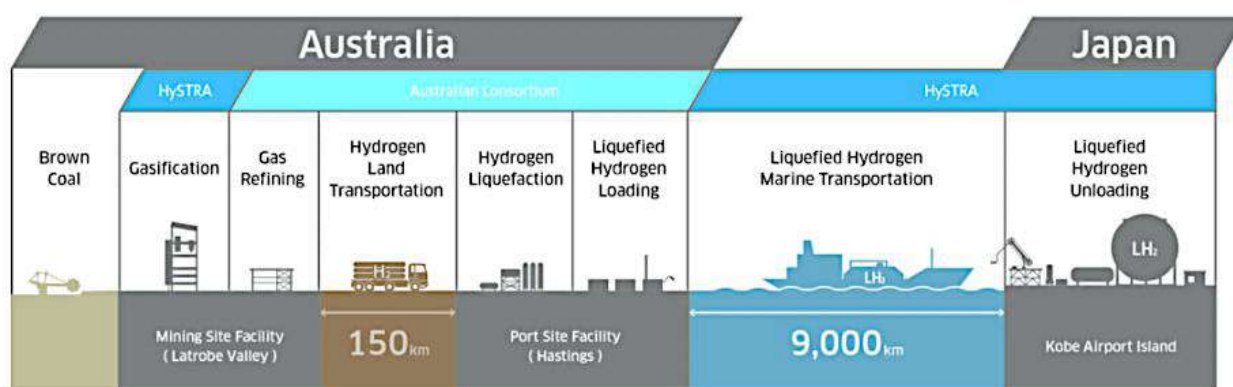 Australia
Japan
HySTRA
Australian Consortium
HySTRA
Brown
Coal
Gasification
Gas
Refining
Hydrogen
Land
Transportation
Hydrogen
Liquefaction
Liquefied
Hydrogen
Loading
Liquefied Hydrogen
Marine Transportation
Liquefied
Hydrogen
Unloading
H₂
LH₂
LH₂
Mining Site Facility
( Latrobe Valley )
150km
Port Site Facility
( Hastings )
9,000km
Kobe Airport Island